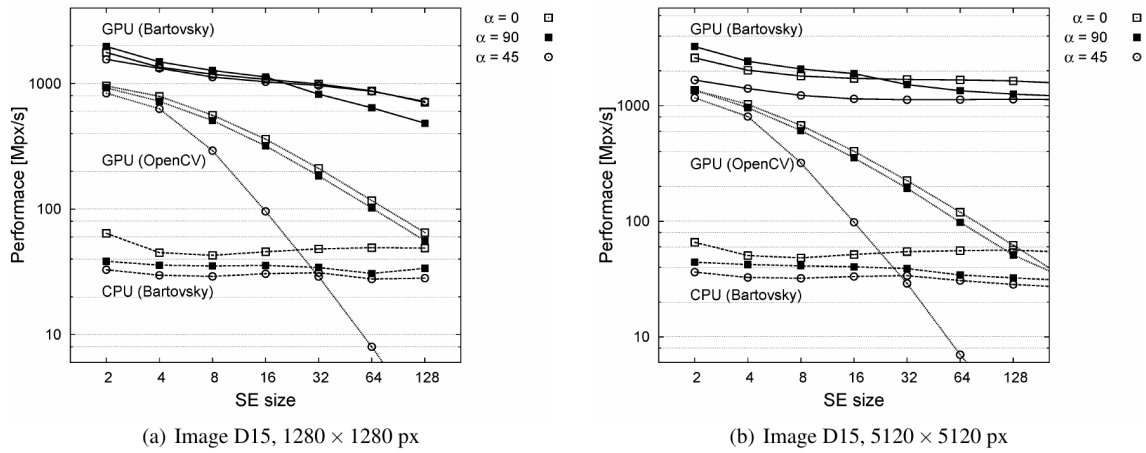 GPU (Bartovsky)
α = 0
α = 90
α = 45
1000
100
10
Performace [Mpx/s]
GPU (OpenCV)
CPU (Bartovsky)
2 4 8 16 32 64 128
SE size
(a) Image D15, 1280 × 1280 px
GPU (Bartovsky)
α = 0
α = 90
α = 45
1000
100
10
Performace [Mpx/s]
GPU (OpenCV)
CPU (Bartovsky)
2 4 8 16 32 64 128
SE size
(b) Image D15, 5120 × 5120 px